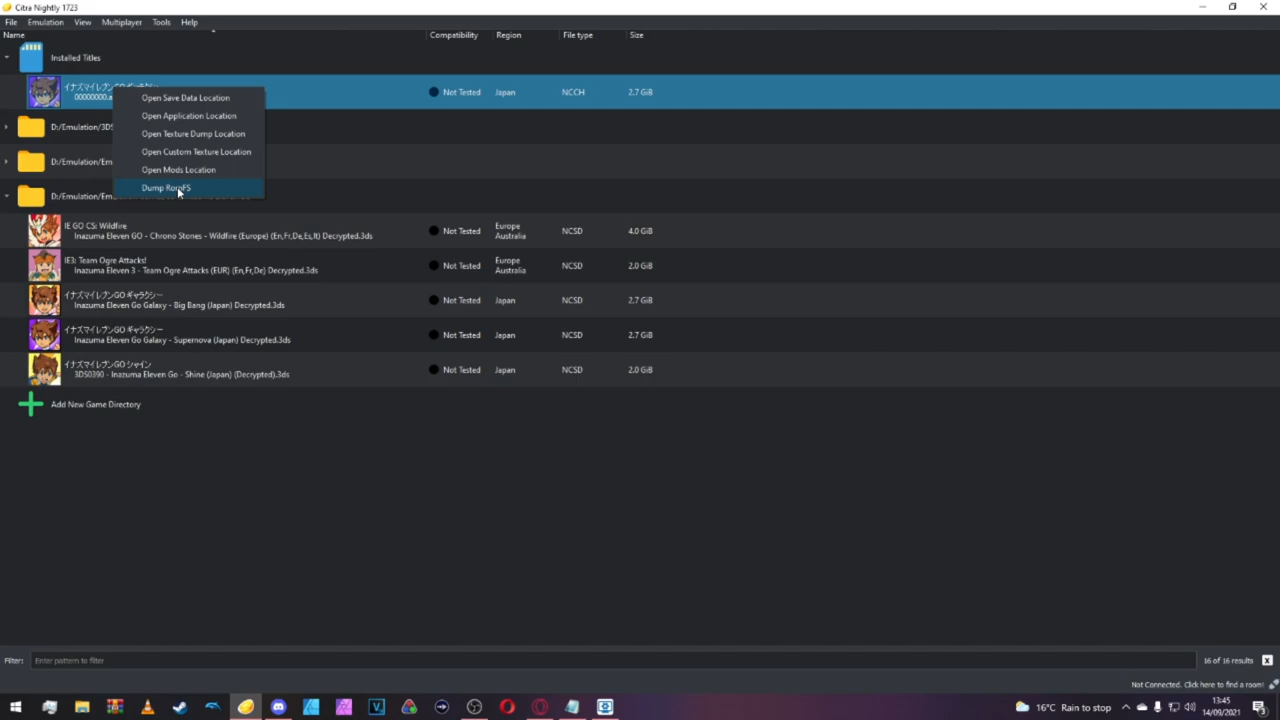 Citra Nightly 1723
File Emulation View Multiplayer Tools Help
Name Compatibility Region File type Size
Installed Titles
イナズマイレブンGO ギャラクシー
00000000.a Not Tested Japan NCCH 2.7 GiB
Open Save Data Location
Open Application Location
D:/Emulation/3DS
Open Texture Dump Location
Open Custom Texture Location
D:/Emulation/Em
Open Mods Location
Dump RomFS
D:/Emulation/Em
IE GO CS: Wildfire
Inazuma Eleven GO - Chrono Stones - Wildfire (Europe) (En,Fr,De,Es,It) Decrypted.3ds Not Tested Europe Australia NCSD 4.0 GiB
IE3: Team Ogre Attacks!
Inazuma Eleven 3 - Team Ogre Attacks (EUR) (En,Fr,De) Decrypted.3ds Not Tested Europe Australia NCSD 2.0 GiB
イナズマイレブンGO ギャラクシー
Inazuma Eleven Go Galaxy - Big Bang (Japan) Decrypted.3ds Not Tested Japan NCSD 2.7 GiB
イナズマイレブンGO ギャラクシー
Inazuma Eleven Go Galaxy - Supernova (Japan) Decrypted.3ds Not Tested Japan NCSD 2.7 GiB
イナズマイレブンGO シャイン
3DS0390 - Inazuma Eleven Go - Shine (Japan) (Decrypted).3ds Not Tested Japan NCSD 2.0 GiB
Add New Game Directory
Filter: Enter pattern to filter 16 of 16 results X
Not Connected. Click here to find a room!
16°C Rain to stop 13:45
14/09/2021